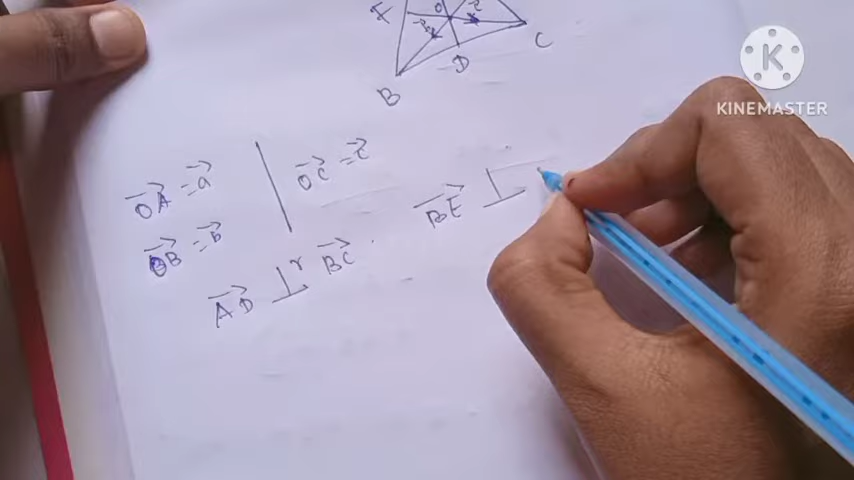 F
O
c⃗
C
B
D
K
KINEMASTER
OA⃗ = a⃗
OC⃗ = c⃗
OB⃗ = b⃗
AD⃗ ⊥r BC⃗
BE⃗ ⊥